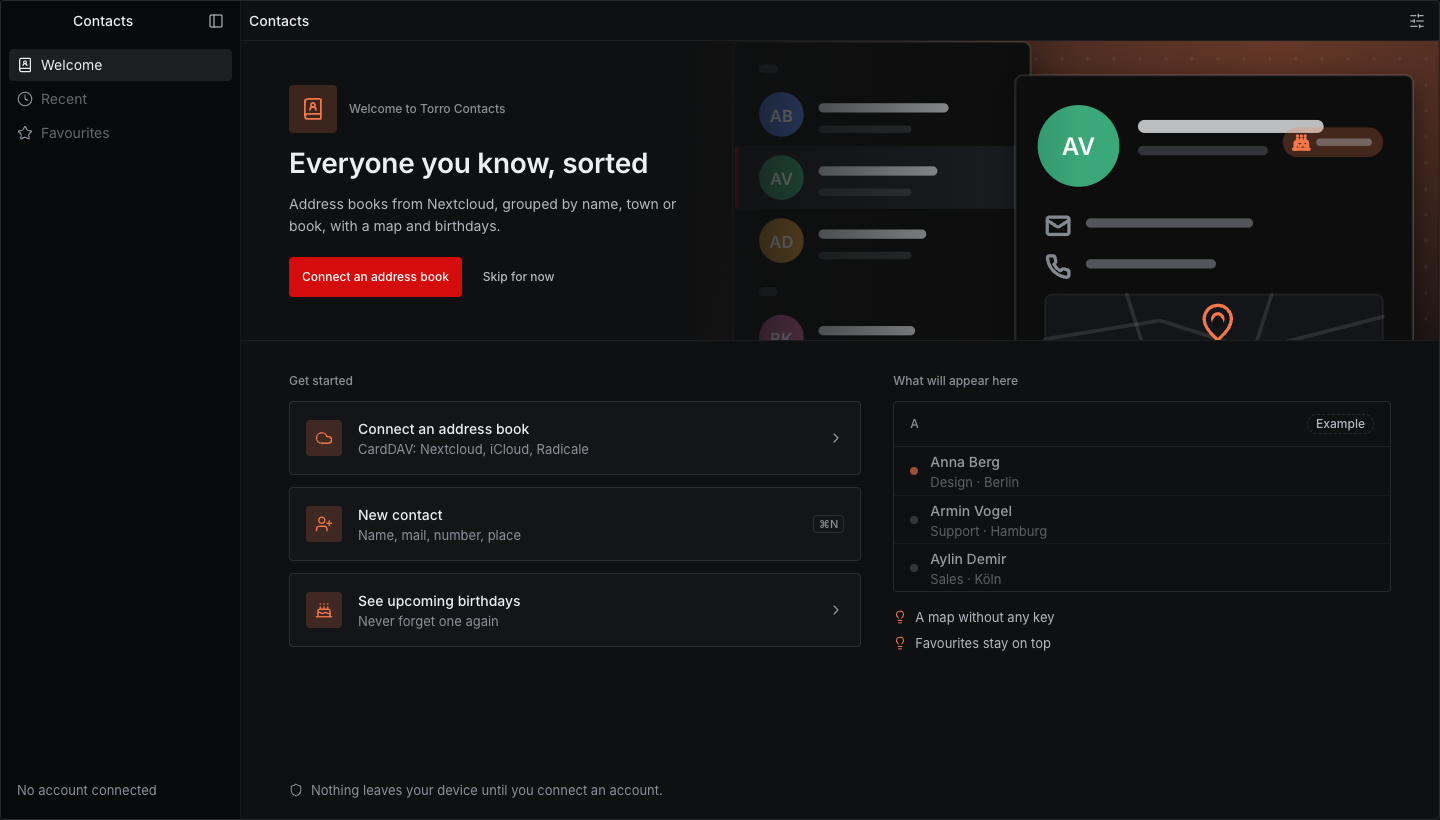 Contacts
Contacts
Welcome
Recent
Favourites
Welcome to Torro Contacts
Everyone you know, sorted
Address books from Nextcloud, grouped by name, town or
book, with a map and birthdays.
Connect an address book
Skip for now
AB
AV
AD
BK
AV
Get started
Connect an address book
CardDAV: Nextcloud, iCloud, Radicale
New contact
Name, mail, number, place
⌘N
See upcoming birthdays
Never forget one again
What will appear here
A
Example
Anna Berg
Design · Berlin
Armin Vogel
Support · Hamburg
Aylin Demir
Sales · Köln
A map without any key
Favourites stay on top
No account connected
Nothing leaves your device until you connect an account.